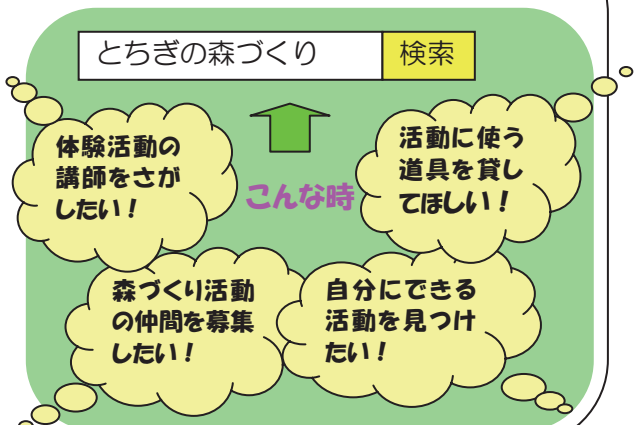 とちぎの森づくり 検索
体験活動の
講師をさが
したい!
こんな時
活動に使う
道具を貸し
てほしい!
森づくり活動
の仲間を募集
したい!
自分にできる
活動を見つけ
たい!